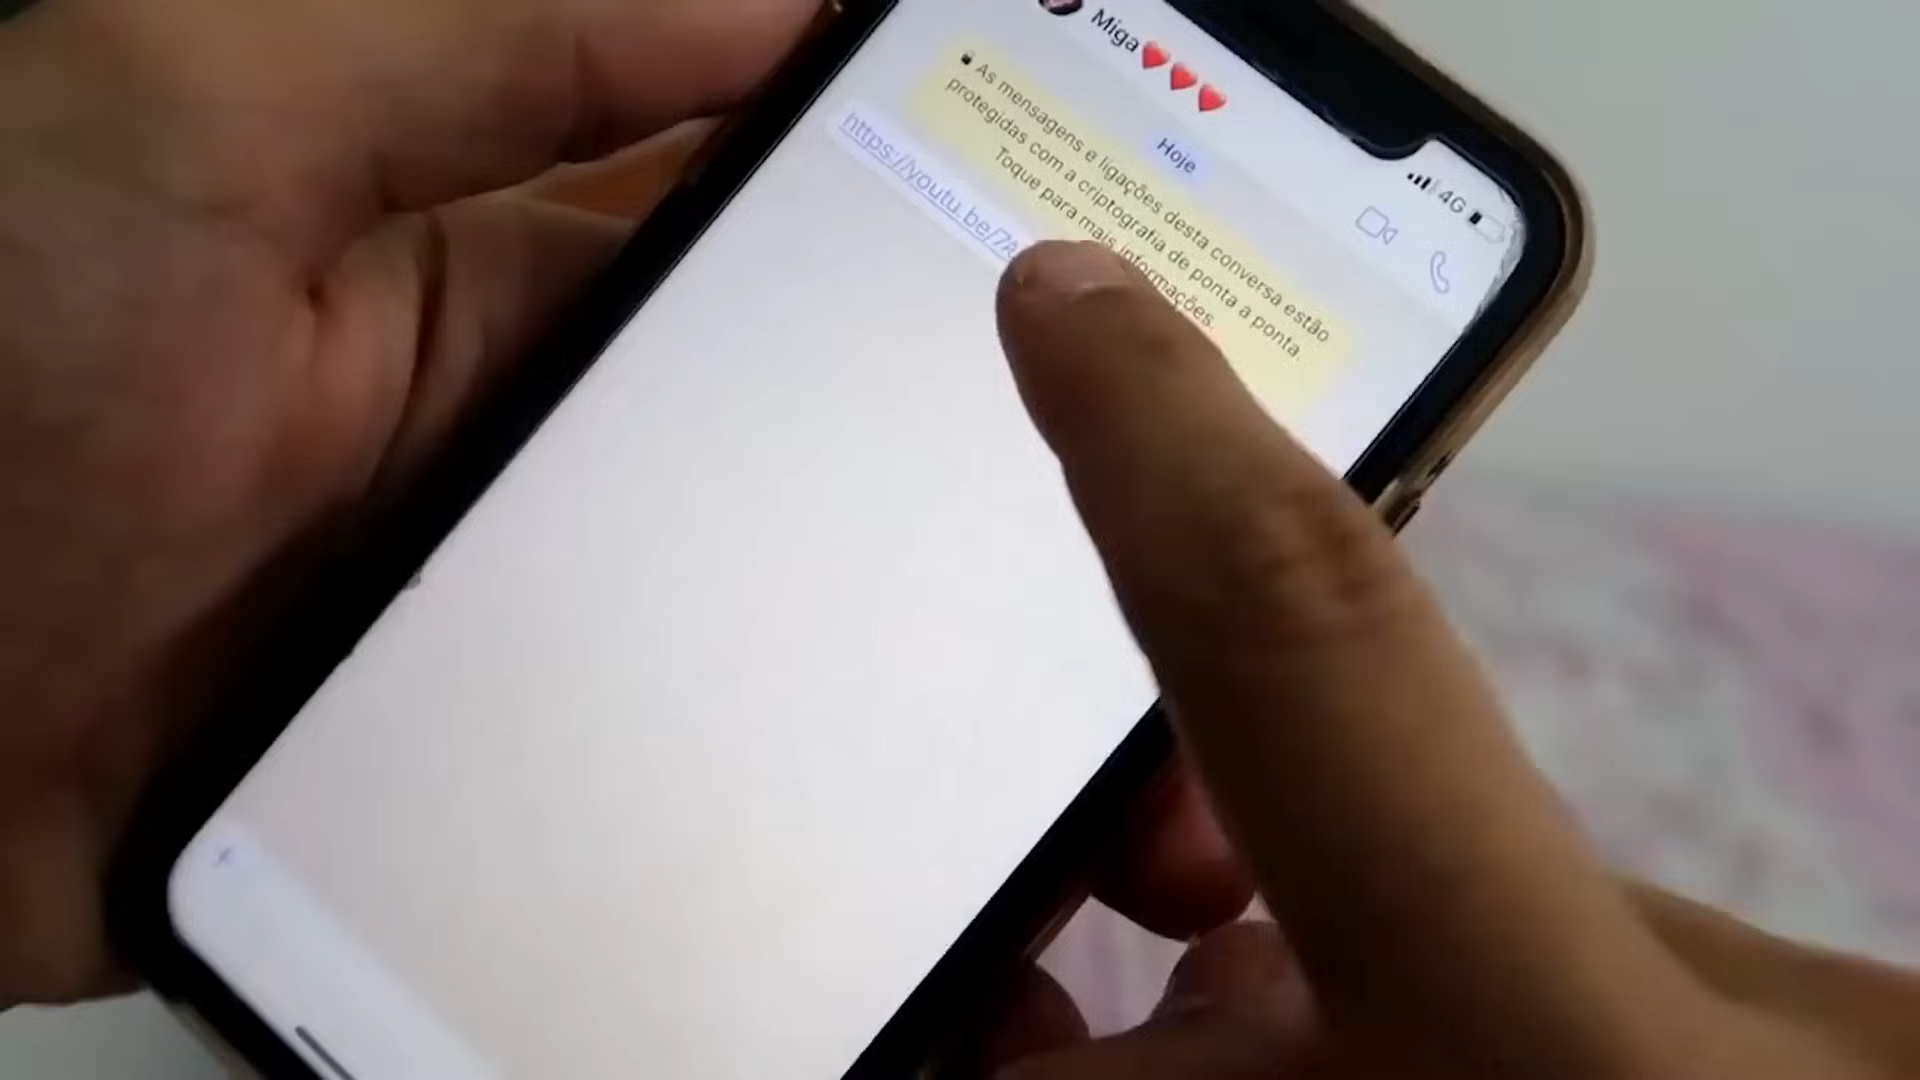 Miga❤️❤️❤️
4G
Hoje
🔒 As mensagens e ligações desta conversa estão
protegidas com a criptografia de ponta a ponta.
Toque para mais informações.
https://youtu.be/7A